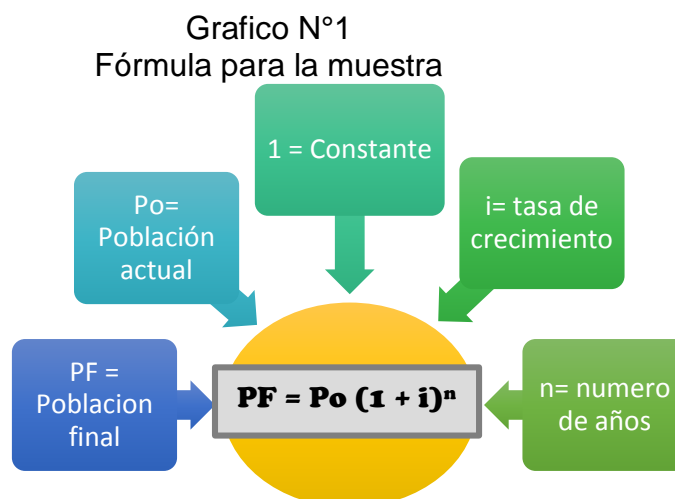 Grafico N°1
Fórmula para la muestra
1 = Constante
Po=
Población
actual
i= tasa de
crecimiento
PF =
Poblacion
final
PF = Po (1 + i)ⁿ
n= numero
de años